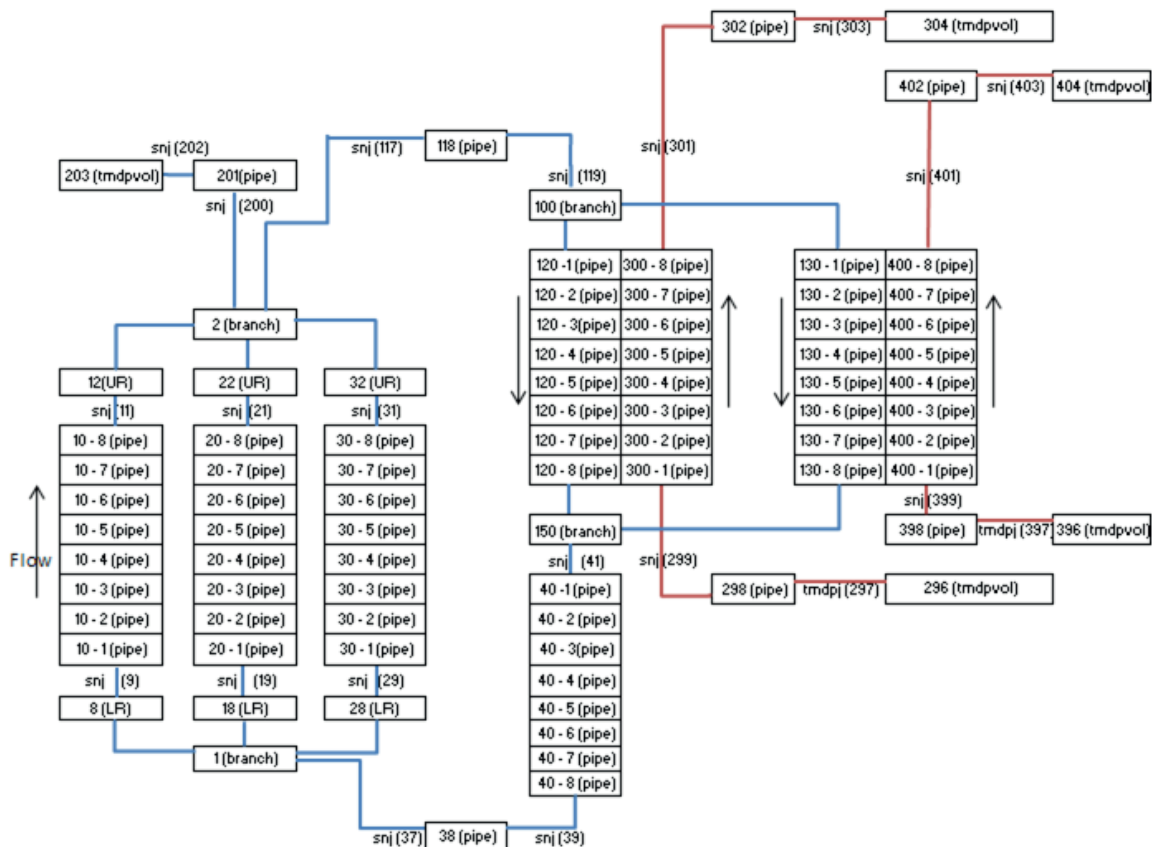 302 (pipe) snj (303) 304 (tmdpvol)
402 (pipe) snj (403) 404 (tmdpvol)
snj (202)
203 (tmdpvol) 201(pipe)
snj (200)
snj (117) 118 (pipe) snj (301)
snj (119) snj (401)
100 (branch)
2 (branch)
12(UR) 22 (UR) 32 (UR)
snj (11) snj (21) snj (31)
10 - 8 (pipe) 20 - 8 (pipe) 30 - 8 (pipe)
10 - 7 (pipe) 20 - 7 (pipe) 30 - 7 (pipe)
10 - 6 (pipe) 20 - 6 (pipe) 30 - 6 (pipe)
10 - 5 (pipe) 20 - 5 (pipe) 30 - 5 (pipe)
10 - 4 (pipe) 20 - 4 (pipe) 30 - 4 (pipe)
10 - 3 (pipe) 20 - 3 (pipe) 30 - 3 (pipe)
10 - 2 (pipe) 20 - 2 (pipe) 30 - 2 (pipe)
10 - 1 (pipe) 20 - 1 (pipe) 30 - 1 (pipe)
Flow
snj (9) snj (19) snj (29)
8 (LR) 18 (LR) 28 (LR)
1 (branch)
snj (37) 38 (pipe) snj (39)
120 -1 (pipe) 300 - 8 (pipe) 130 - 1 (pipe) 400 - 8 (pipe)
120 - 2 (pipe) 300 - 7 (pipe) 130 - 2 (pipe) 400 - 7 (pipe)
120 - 3(pipe) 300 - 6 (pipe) 130 - 3 (pipe) 400 - 6 (pipe)
120 - 4 (pipe) 300 - 5 (pipe) 130 - 4 (pipe) 400 - 5 (pipe)
120 - 5 (pipe) 300 - 4 (pipe) 130 - 5 (pipe) 400 - 4 (pipe)
120 - 6 (pipe) 300 - 3 (pipe) 130 - 6 (pipe) 400 - 3 (pipe)
120 - 7 (pipe) 300 - 2 (pipe) 130 - 7 (pipe) 400 - 2 (pipe)
120 - 8 (pipe) 300 - 1 (pipe) 130 - 8 (pipe) 400 - 1 (pipe)
snj (399)
150 (branch) 398 (pipe) tmdpj (397) 396 (tmdpvol)
snj (41) snj (299)
298 (pipe) tmdpj (297) 296 (tmdpvol)
40 -1 (pipe)
40 - 2 (pipe)
40 - 3(pipe)
40 - 4 (pipe)
40 - 5 (pipe)
40 - 6 (pipe)
40 - 7 (pipe)
40 - 8 (pipe)